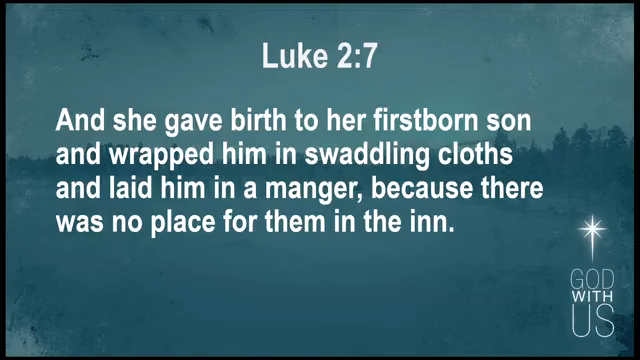 Luke 2:7
And she gave birth to her firstborn son
and wrapped him in swaddling cloths
and laid him in a manger, because there
was no place for them in the inn.
GOD
WITH
US